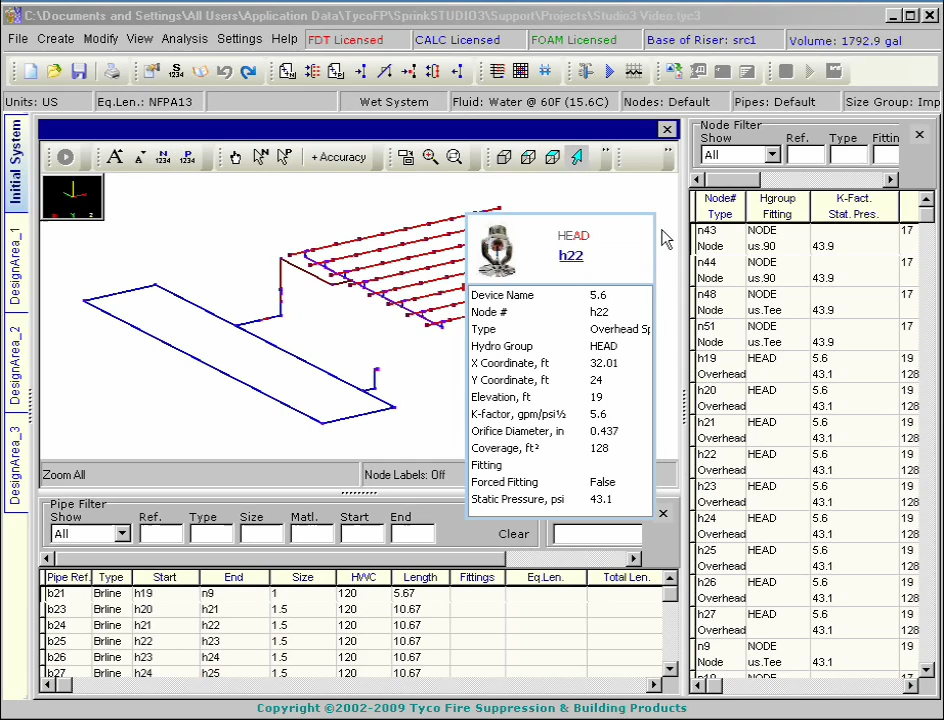 C:\Documents and Settings\All Users\Application Data\TycoFP\SprinkSTUDIO3\Support\Projects\Studio3 Video.tyc3
File Create Modify View Analysis Settings Help FDT Licensed CALC Licensed FOAM Licensed Base of Riser: src1 Volume: 1792.9 gal
Units: US Eq.Len.: NFPA13 Wet System Fluid: Water @ 60F (15.6C) Nodes: Default Pipes: Default Size Group: Imp
Initial System
DesignArea_1
DesignArea_2
DesignArea_3
+Accuracy
HEAD
h22
Device Name 5.6
Node # h22
Type Overhead Sp
Hydro Group HEAD
X Coordinate, ft 32.01
Y Coordinate, ft 24
Elevation, ft 19
K-factor, gpm/psi½ 5.6
Orifice Diameter, in 0.437
Coverage, ft² 128
Fitting
Forced Fitting False
Static Pressure, psi 43.1
Zoom All Node Labels: Off
Pipe Filter
Show Ref. Type Size Matl. Start End
All Clear
Pipe Ref. Type Start End Size HWC Length Fittings Eq.Len. Total Len.
b21 Brline h19 n9 1 120 5.67
b23 Brline h20 h21 1.5 120 10.67
b24 Brline h21 h22 1.5 120 10.67
b25 Brline h22 h23 1.5 120 10.67
b26 Brline h23 h24 1.5 120 10.67
b27 Brline h24 h25 1.5 120 10.67
Node Filter
Show Ref. Type Fittin
All
Node# Hgroup K-Fact.
Type Fitting Stat. Pres.
n43 NODE 17
Node us.90 43.9
n44 NODE 17
Node us.90 43.9
n48 NODE 17
Node us.Tee 43.9
n51 NODE 17
Node us.Tee 43.9
h19 HEAD 5.6 19
Overhead 43.1 64
h20 HEAD 5.6 19
Overhead 43.1 128
h21 HEAD 5.6 19
Overhead 43.1 128
h22 HEAD 5.6 19
Overhead 43.1 128
h23 HEAD 5.6 19
Overhead 43.1 128
h24 HEAD 5.6 19
Overhead 43.1 128
h25 HEAD 5.6 19
Overhead 43.1 128
h26 HEAD 5.6 19
Overhead 43.1 128
h27 HEAD 5.6 19
Overhead 43.1 128
n9 NODE 19
Node us.Tee 43.1
Copyright ©2002-2009 Tyco Fire Suppression & Building Products